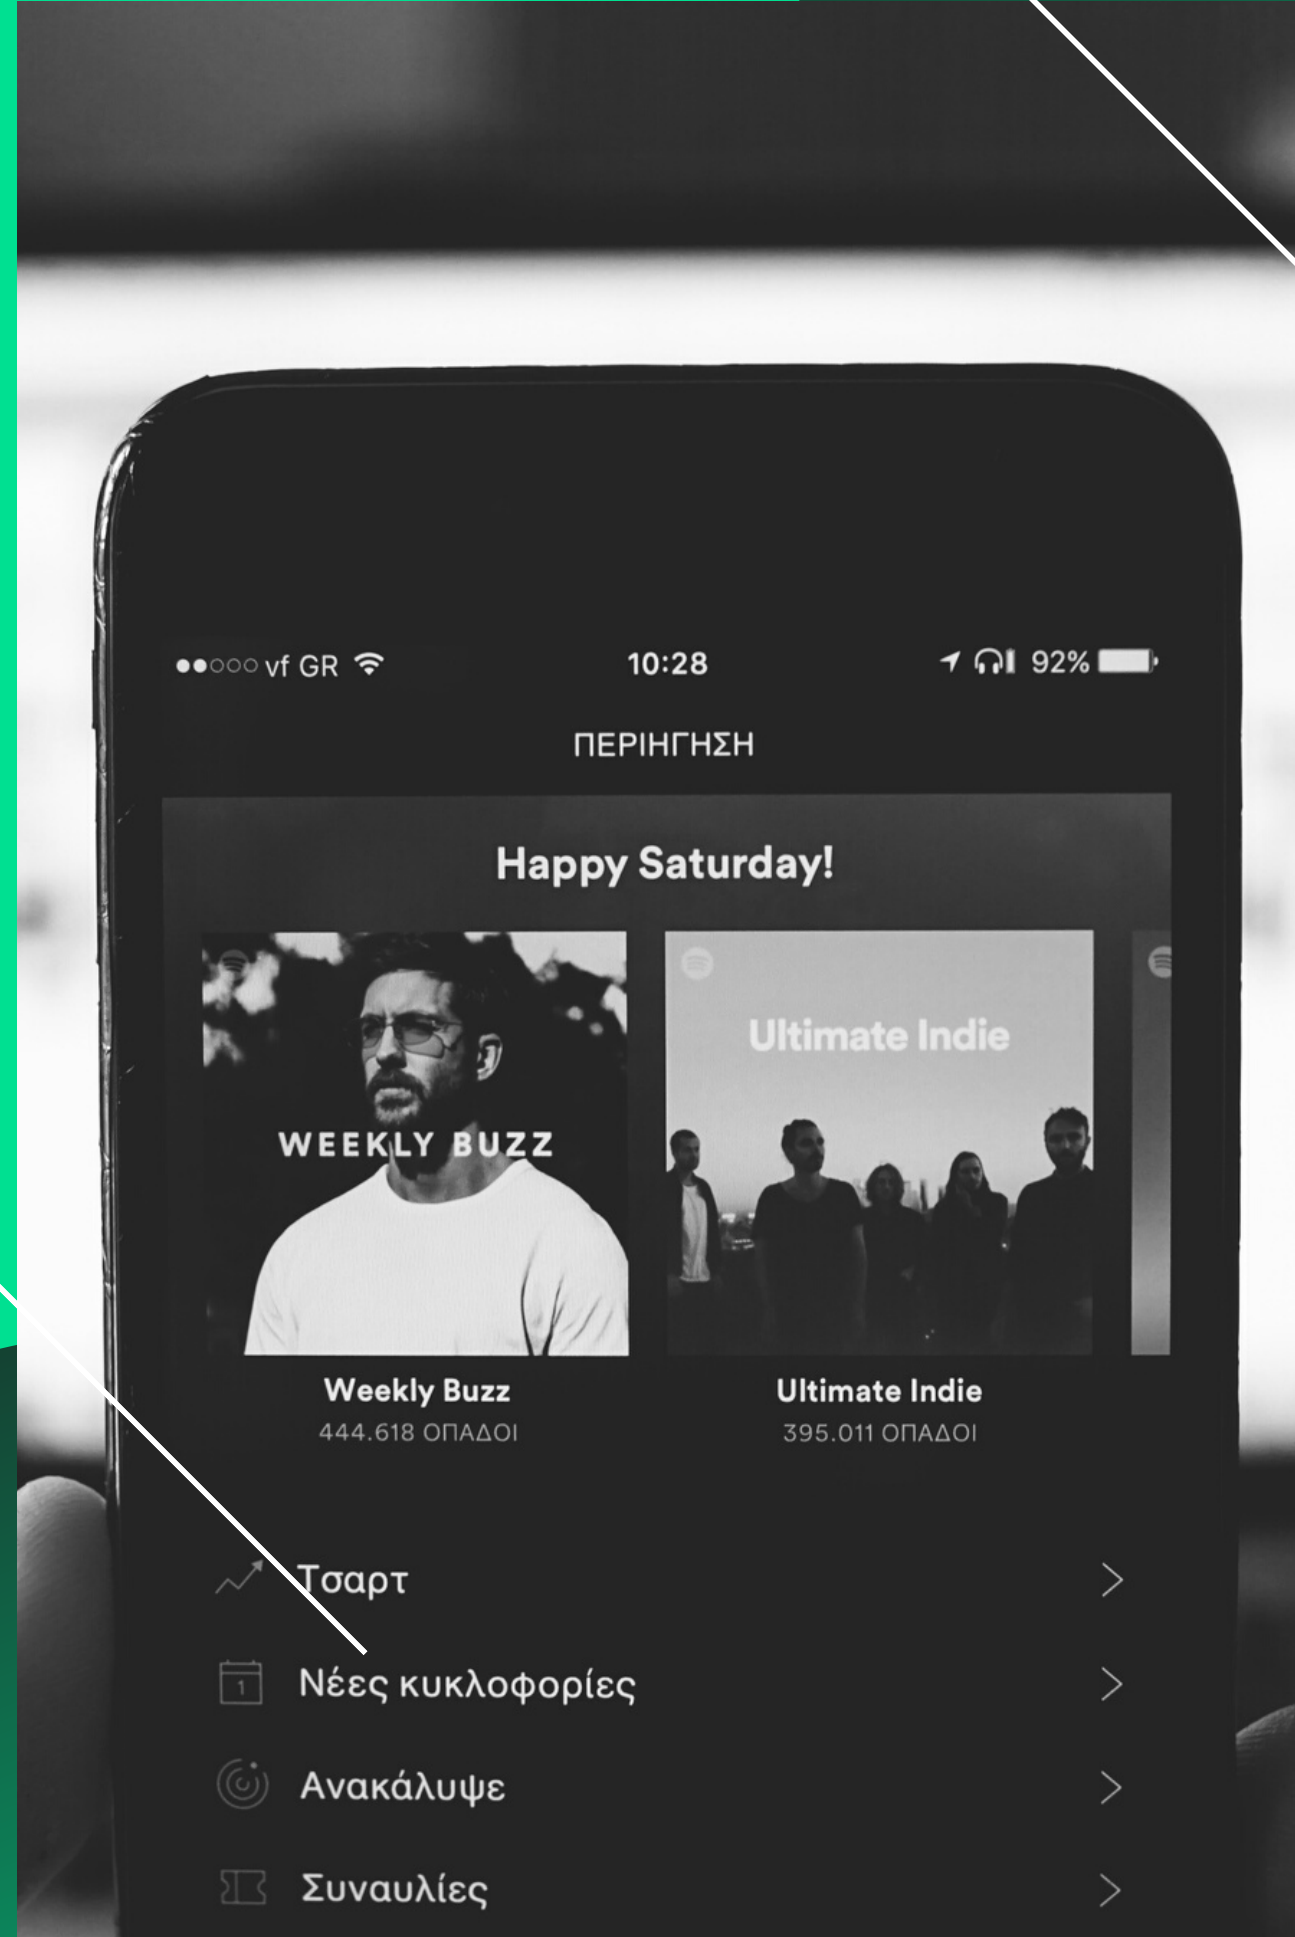 vf GR 10:28 92%
ΠΕΡΙΗΓΗΣΗ
Happy Saturday!
WEEKLY BUZZ
Ultimate Indie
Weekly Buzz
444.618 ΟΠΑΔΟΙ
Ultimate Indie
395.011 ΟΠΑΔΟΙ
Τσαρτ
1
Νέες κυκλοφορίες
Ανακάλυψε
Συναυλίες